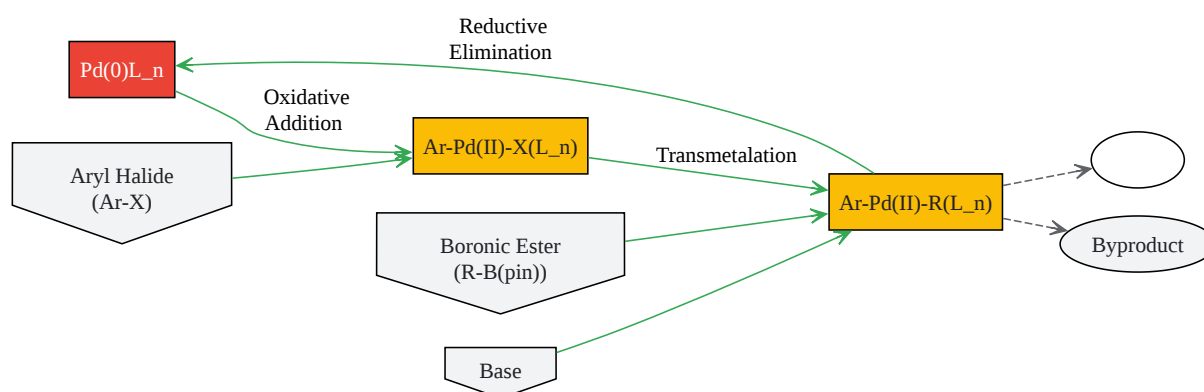 Reductive
Elimination
Pd(0)L_n
Oxidative
Addition
Ar-Pd(II)-X(L_n)
Transmetalation
Aryl Halide
(Ar-X)
Ar-Pd(II)-R(L_n)
Boronic Ester
(R-B(pin))
Byproduct
Base